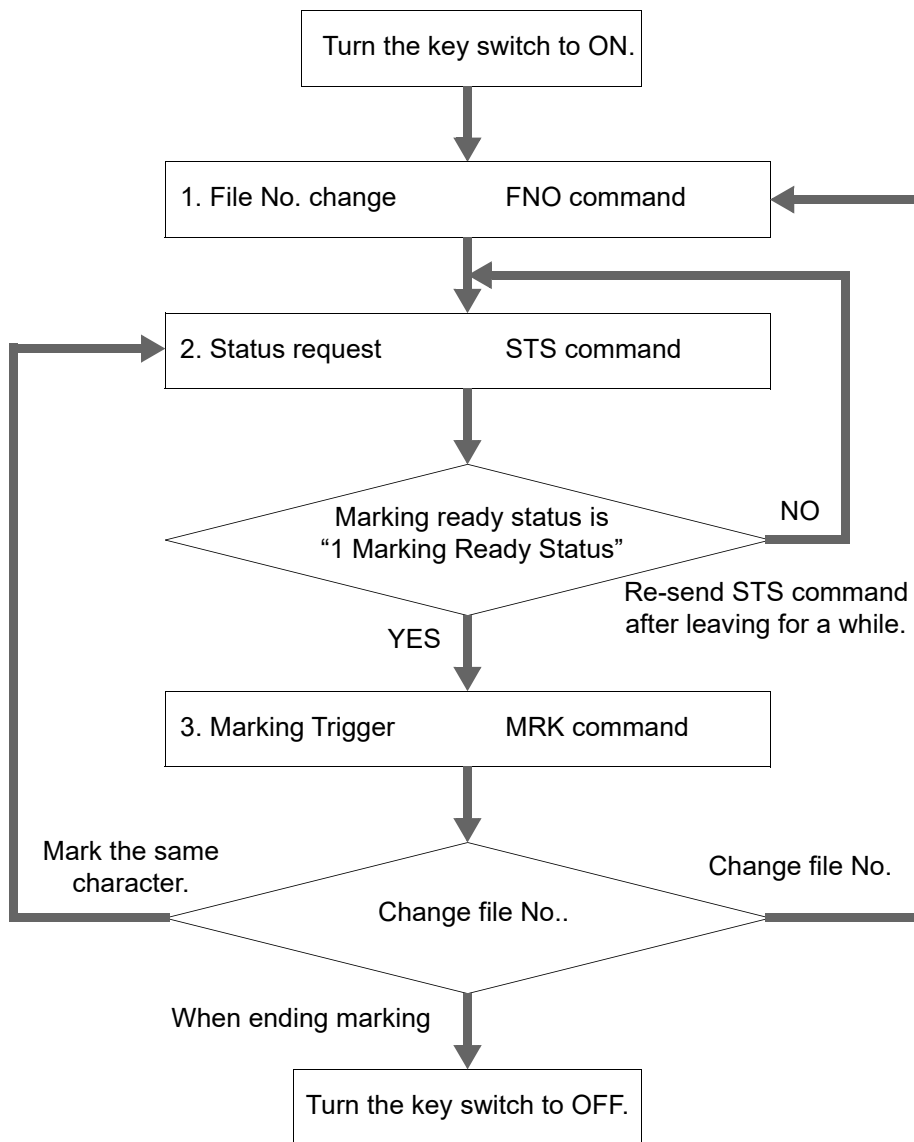 Turn the key switch to ON.
1. File No. change FNO command
2. Status request STS command
Marking ready status is
“1 Marking Ready Status”
NO
Re-send STS command
after leaving for a while.
YES
3. Marking Trigger MRK command
Mark the same
character.
Change file No.
Change file No..
When ending marking
Turn the key switch to OFF.